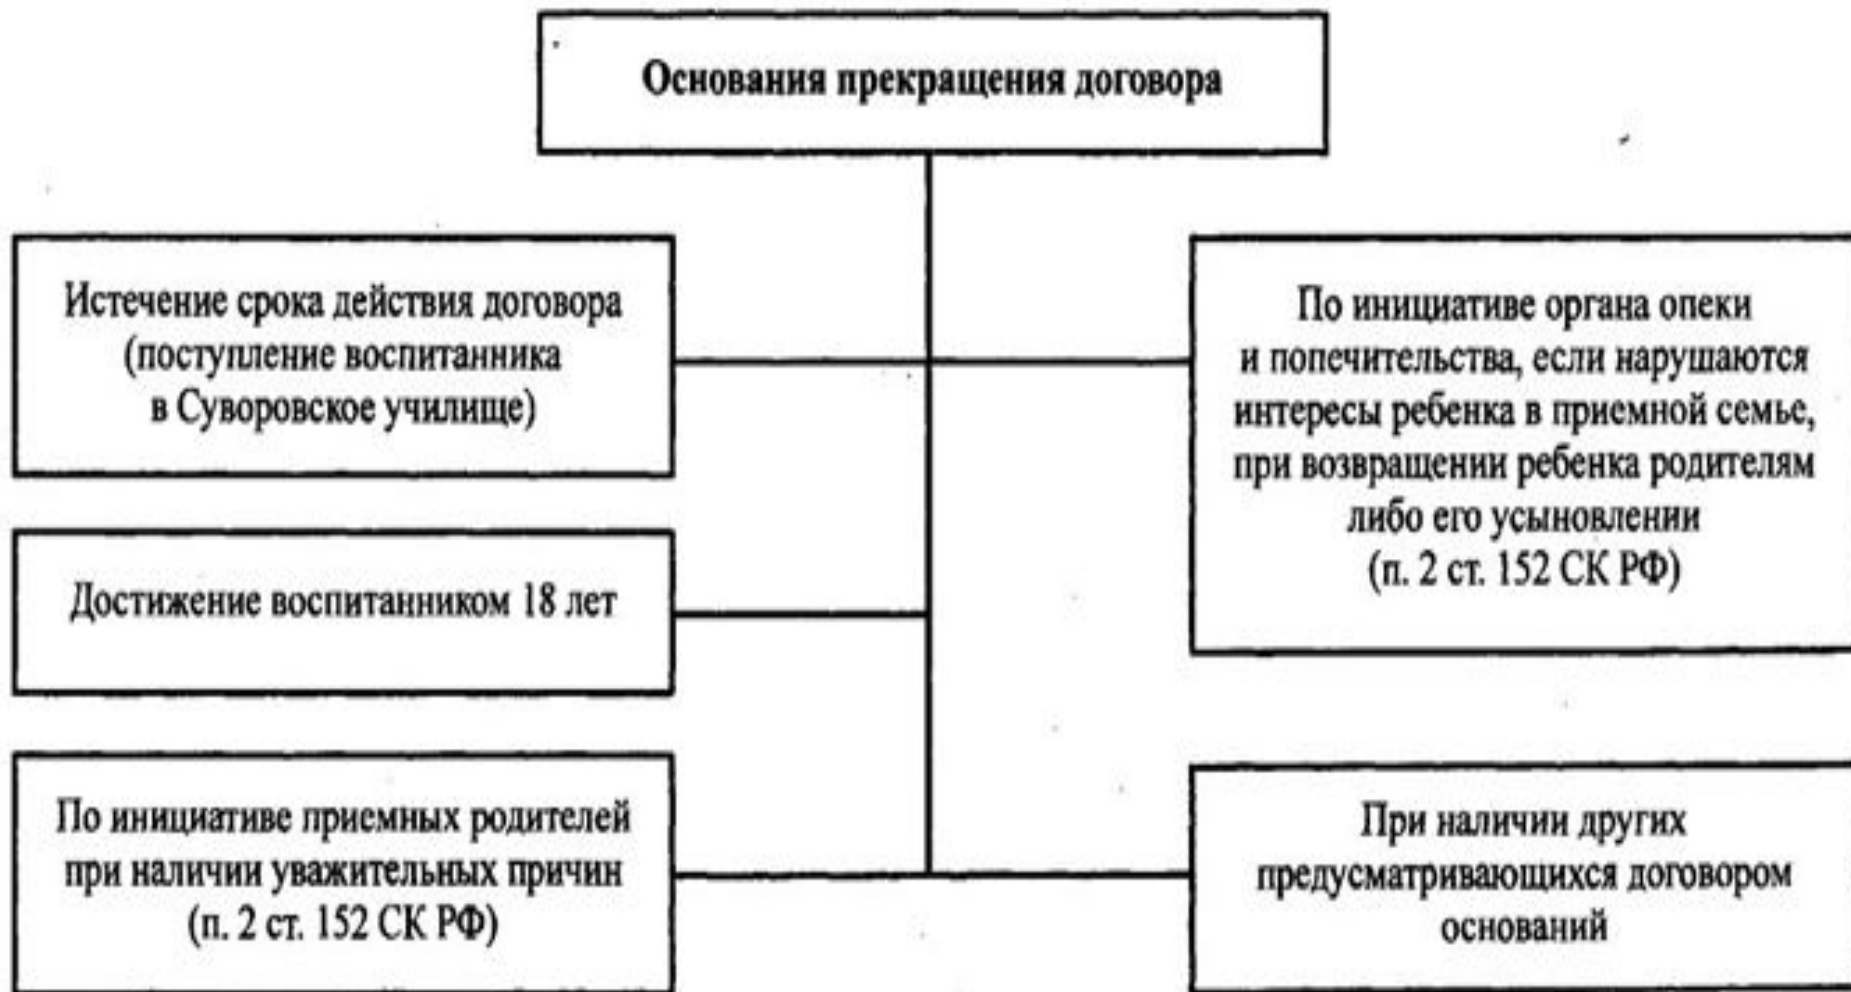 Основания прекращения договора
Истечение срока действия договора
(поступление воспитанника
в Суворовское училище)
По инициативе органа опеки
и попечительства, если нарушаются
интересы ребенка в приемной семье,
при возвращении ребенка родителям
либо его усыновлении
(п. 2 ст. 152 СК РФ)
Достижение воспитанником 18 лет
По инициативе приемных родителей
при наличии уважительных причин
(п. 2 ст. 152 СК РФ)
При наличии других
предусматривающихся договором
оснований